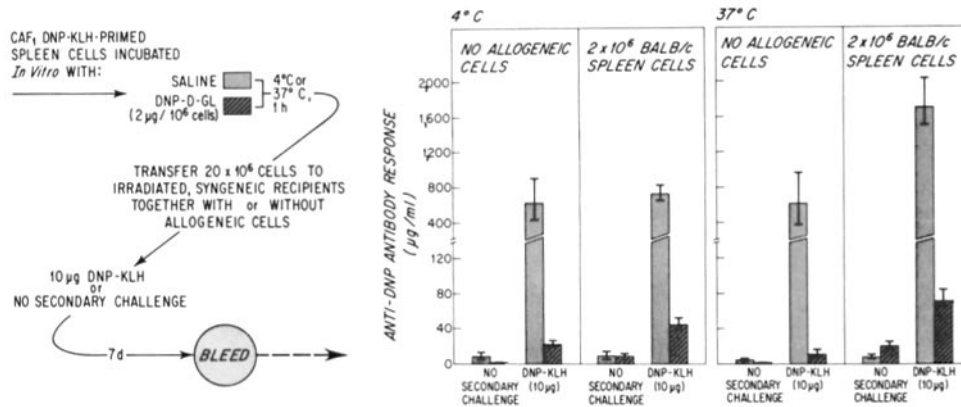 CAF₁ DNP-KLH-PRIMED
SPLEEN CELLS INCUBATED
In Vitro WITH:
SALINE
DNP-D-GL
(2 μg / 10⁶ cells)
4°C or
37°C,
1 h
TRANSFER 20 x 10⁶ CELLS TO
IRRADIATED, SYNGENEIC RECIPIENTS
TOGETHER WITH or WITHOUT
ALLOGENEIC CELLS
10 μg DNP-KLH
or
NO SECONDARY CHALLENGE
7d
BLEED
ANTI-DNP ANTIBODY RESPONSE
(μg/ml)
2,000
1,600
1,200
800
400
120
80
40
0
4° C
NO ALLOGENEIC
CELLS
2 x 10⁶ BALB/c
SPLEEN CELLS
NO
SECONDARY
CHALLENGE
DNP-KLH
(10 μg)
NO
SECONDARY
CHALLENGE
DNP-KLH
(10 μg)
37° C
NO ALLOGENEIC
CELLS
2 x 10⁶ BALB/c
SPLEEN CELLS
NO
SECONDARY
CHALLENGE
DNP-KLH
(10 μg)
NO
SECONDARY
CHALLENGE
DNP-KLH
(10 μg)